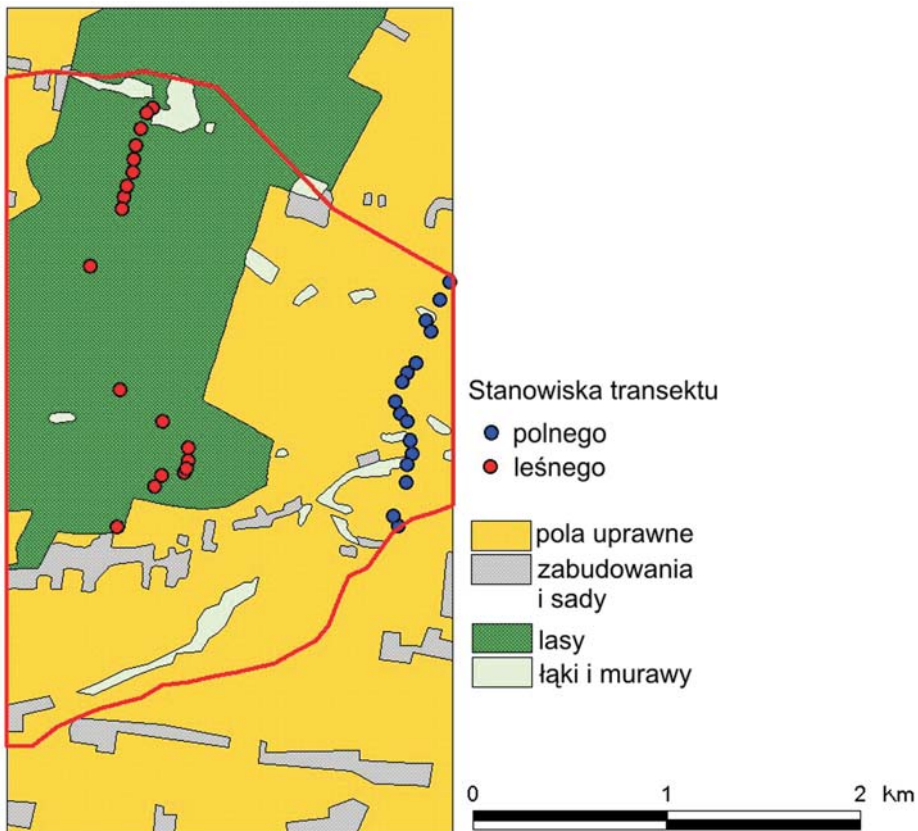 Stanowiska transektu
polnego
leśnego
pola uprawne
zabudowania
i sady
lasy
łąki i murawy
0 1 2 Km